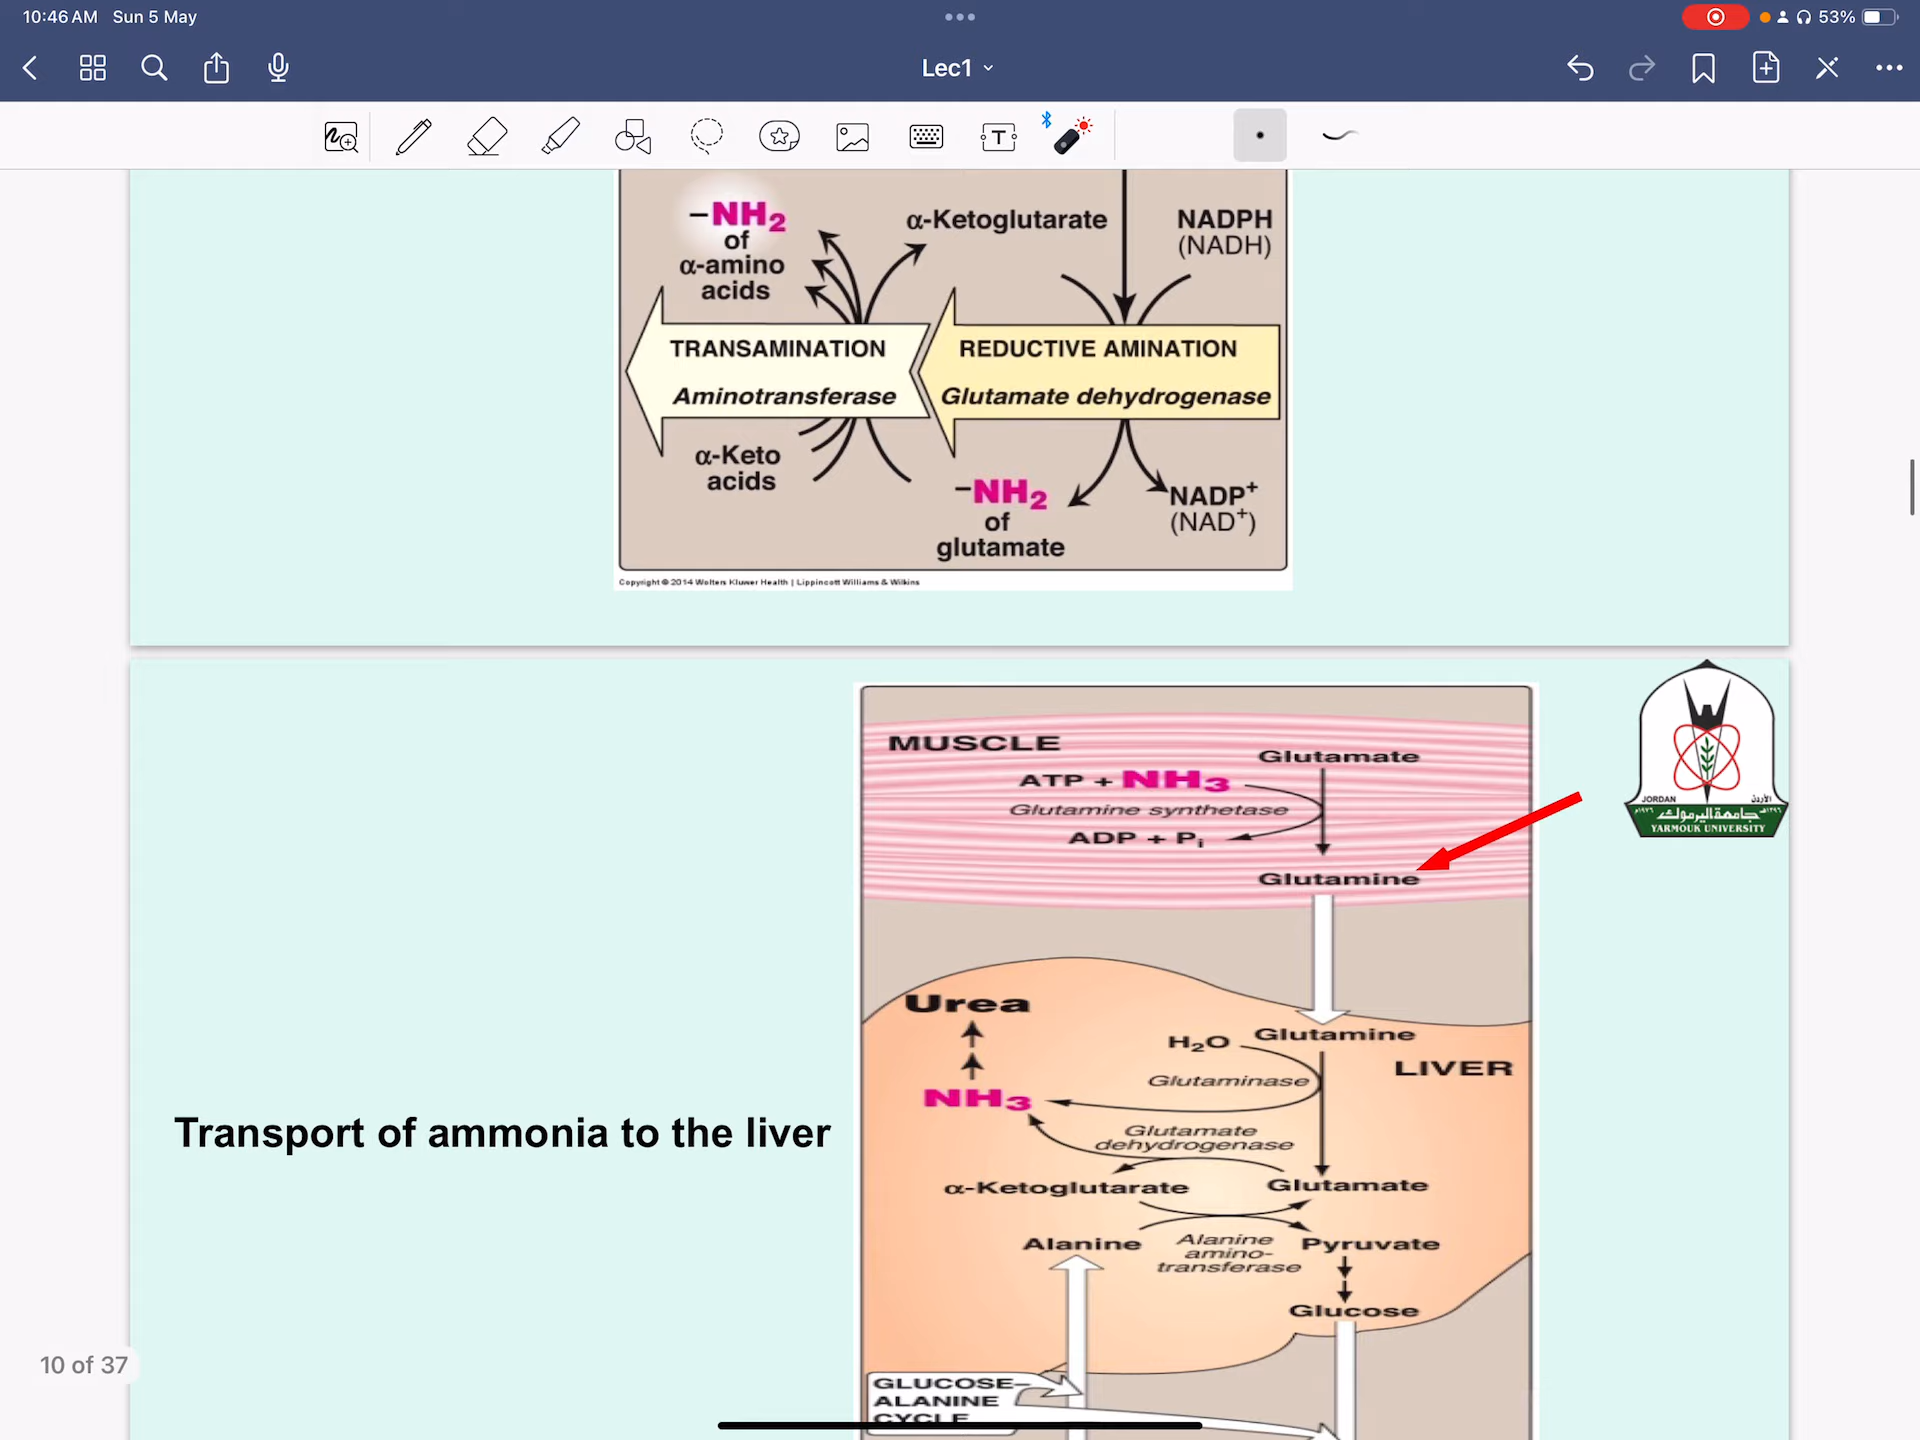 10:46 AM Sun 5 May
53%
Lec1
T
–NH2
of
α-amino
acids
α-Ketoglutarate
NADPH
(NADH)
TRANSAMINATION
Aminotransferase
REDUCTIVE AMINATION
Glutamate dehydrogenase
α-Keto
acids
–NH2
of
glutamate
NADP+
(NAD+)
Copyright © 2014 Wolters Kluwer Health | Lippincott Williams & Wilkins
MUSCLE
Glutamate
ATP + NH3
Glutamine synthetase
ADP + Pi
Glutamine
JORDAN
الأردن
جامعة اليرموك
YARMOUK UNIVERSITY
Urea
H2O
Glutamine
LIVER
Glutaminase
NH3
Transport of ammonia to the liver
Glutamate
dehydrogenase
α-Ketoglutarate
Glutamate
Alanine
Alanine
amino-
transferase
Pyruvate
Glucose
10 of 37
GLUCOSE–
ALANINE
CYCLE